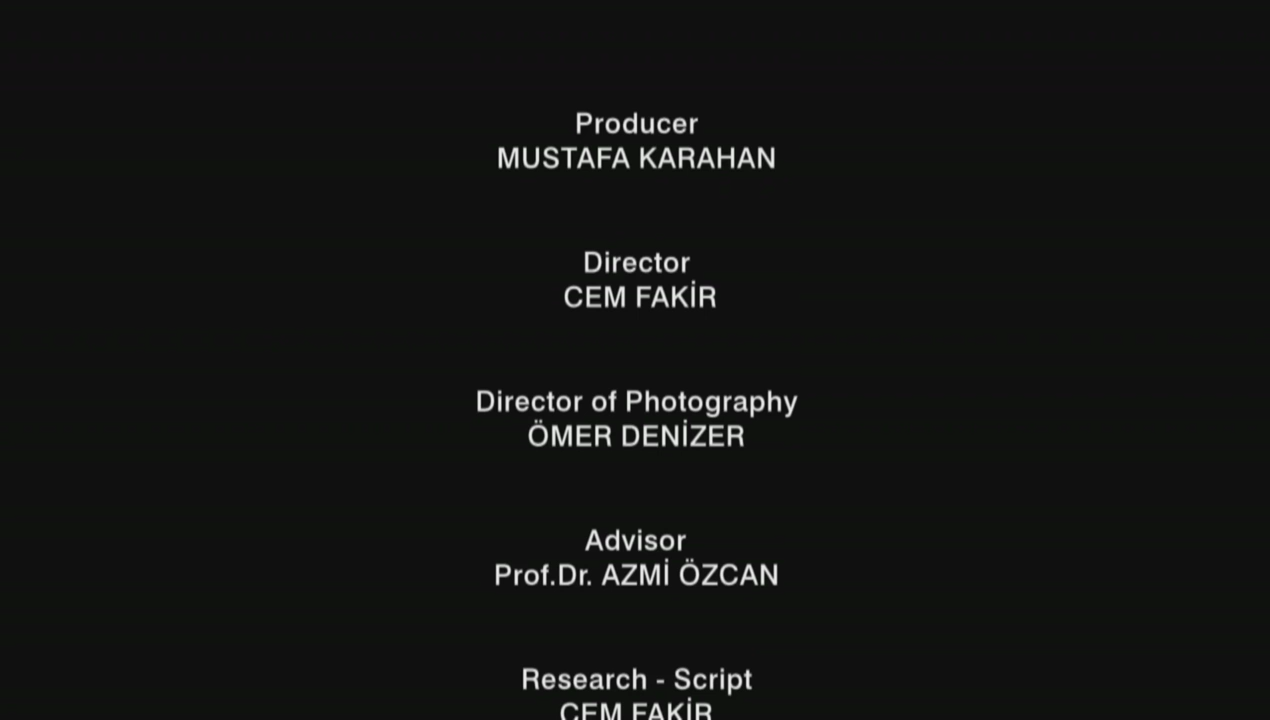 Producer
MUSTAFA KARAHAN
Director
CEM FAKİR
Director of Photography
ÖMER DENİZER
Advisor
Prof.Dr. AZMİ ÖZCAN
Research - Script
CEM FAKİR